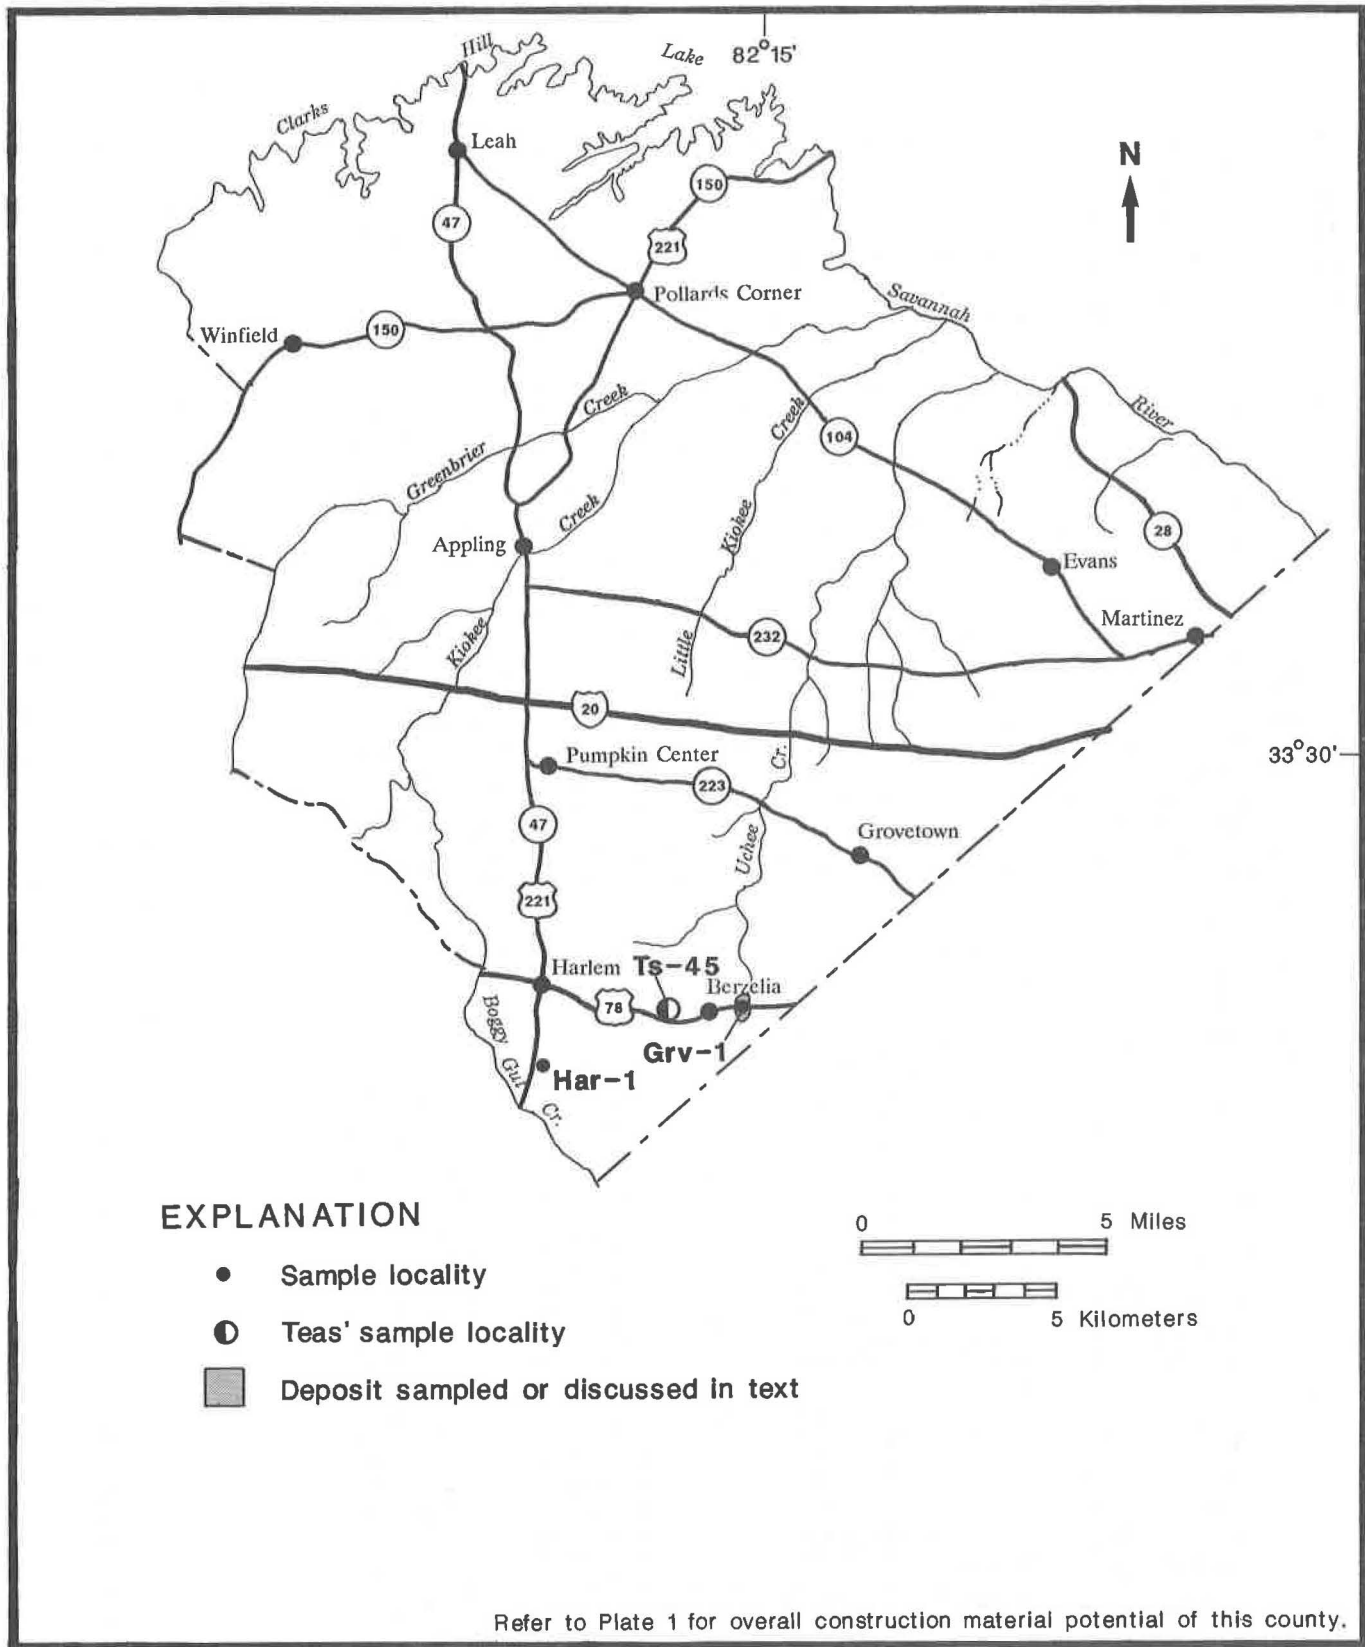 Hill
Lake
82°15'
Clarks
Leah
N
150
47
221
Pollards Corner
Savannah
Winfield
150
Creek
River
Creek
104
Greenbrier
Creek
Kiokee
28
Appling
Evans
Martinez
232
Kiokee
Little
20
Pumpkin Center
Cr.
33°30'
223
47
Grovetown
Uchee
221
Harlem
Ts-45
Berzelia
78
Boggy
Grv-1
Gut
Har-1
Cr.
EXPLANATION
0 5 Miles
Sample locality
0 5 Kilometers
Teas' sample locality
Deposit sampled or discussed in text
Refer to Plate 1 for overall construction material potential of this county.